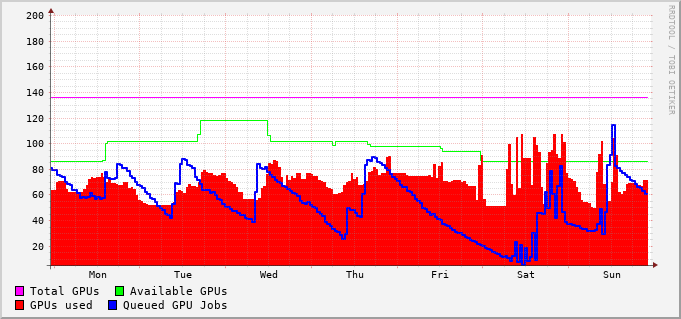 200
180
160
140
120
100
80
60
40
20
Mon Tue Wed Thu Fri Sat Sun
Total GPUs Available GPUs
GPUs used Queued GPU Jobs
RRDTOOL / TOBI OETIKER